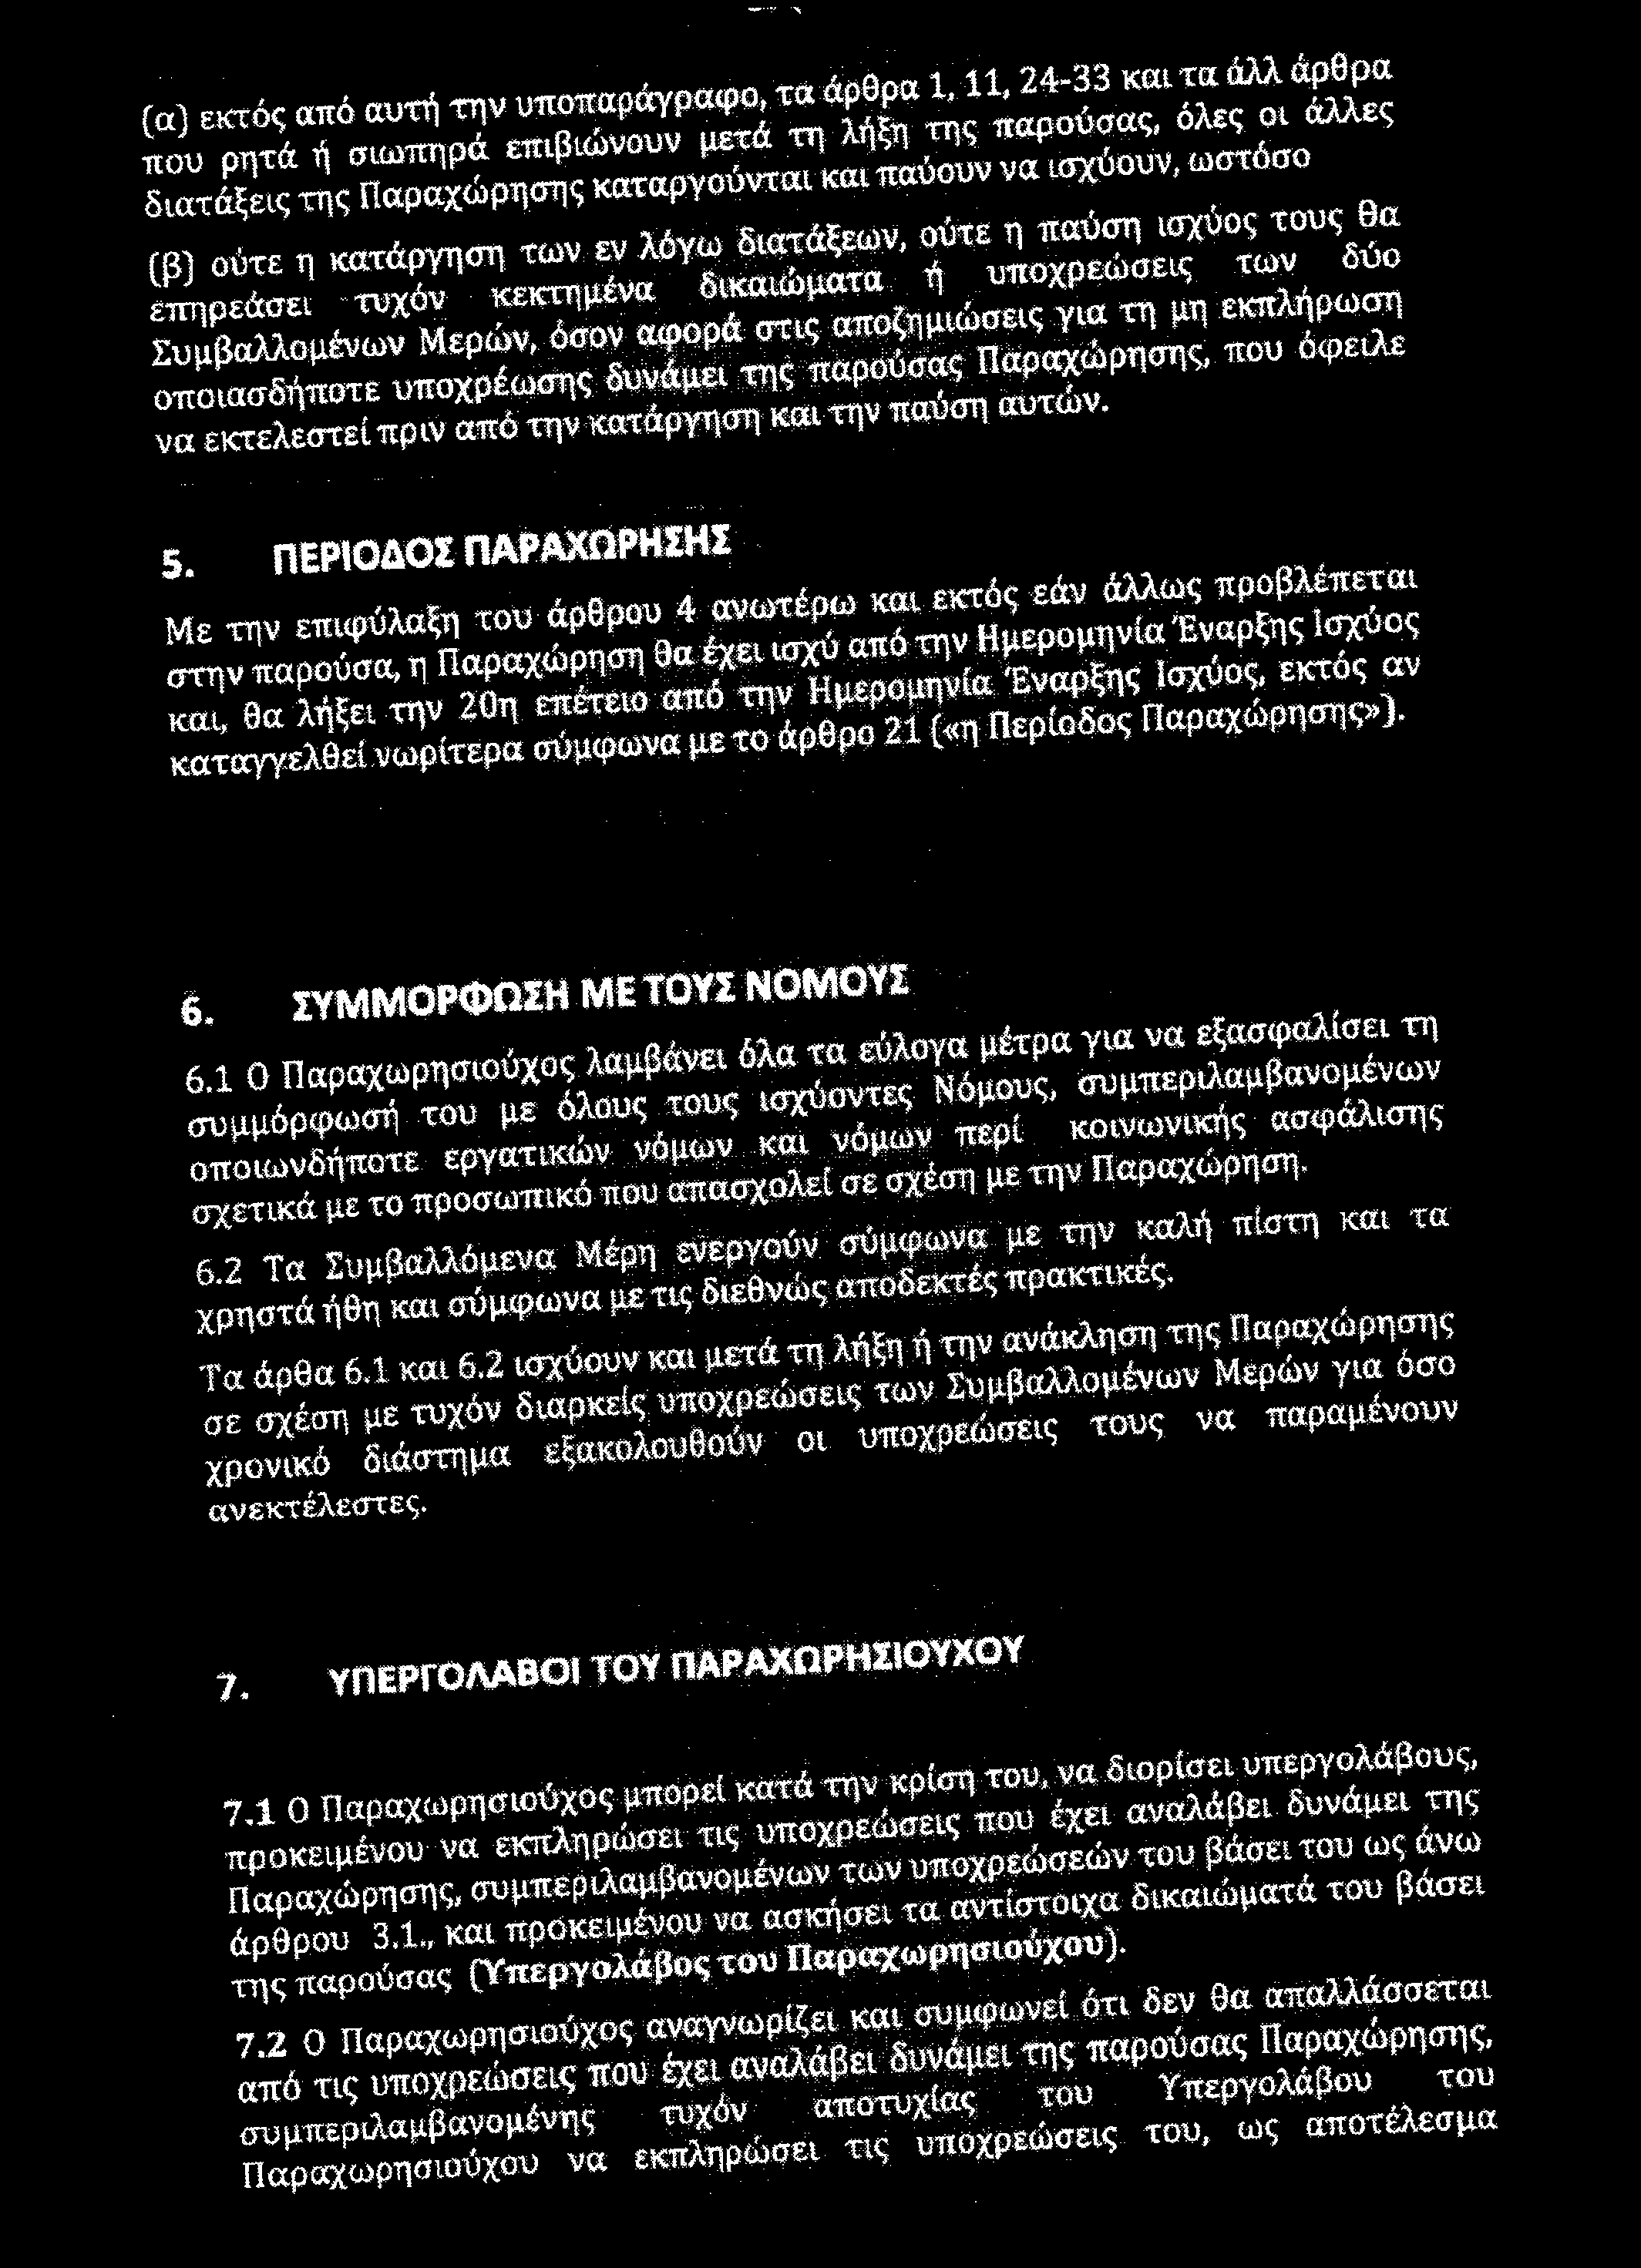 (α) εκτός από αυτή την υποπαράγραφο, τα άρθρα 1, 11, 24-33 και τα άλλ άρθρα
που ρητά ή σιωπηρά επιβιώνουν μετά τη λήξη της παρούσας, όλες οι άλλες
διατάξεις της Παραχώρησης καταργούνται και παύουν να ισχύουν, ωστόσο
(β) ούτε η κατάργηση των εν λόγω διατάξεων, ούτε η παύση ισχύος τους θα
επηρεάσει τυχόν κεκτημένα δικαιώματα ή υποχρεώσεις των δύο
Συμβαλλομένων Μερών, όσον αφορά στις αποζημιώσεις για τη μη εκπλήρωση
οποιασδήποτε υποχρέωσης δυνάμει της παρούσας Παραχώρησης, που όφειλε
να εκτελεστεί πριν από την κατάργηση και την παύση αυτών.
5. ΠΕΡΙΟΔΟΣ ΠΑΡΑΧΩΡΗΣΗΣ
Με την επιφύλαξη του άρθρου 4 ανωτέρω και εκτός εάν άλλως προβλέπεται
στην παρούσα, η Παραχώρηση θα έχει ισχύ από την Ημερομηνία Έναρξης Ισχύος
και, θα λήξει την 20η επέτειο από την Ημερομηνία Έναρξης Ισχύος, εκτός αν
καταγγελθεί νωρίτερα σύμφωνα με το άρθρο 21 («η Περίοδος Παραχώρησης»).
6. ΣΥΜΜΟΡΦΩΣΗ ΜΕ ΤΟΥΣ ΝΟΜΟΥΣ
6.1 Ο Παραχωρησιούχος λαμβάνει όλα τα εύλογα μέτρα για να εξασφαλίσει τη
συμμόρφωσή του με όλους τους ισχύοντες Νόμους, συμπεριλαμβανομένων
οποιωνδήποτε εργατικών νόμων και νόμων περί κοινωνικής ασφάλισης
σχετικά με το προσωπικό που απασχολεί σε σχέση με την Παραχώρηση.
6.2 Τα Συμβαλλόμενα Μέρη ενεργούν σύμφωνα με την καλή πίστη και τα
χρηστά ήθη και σύμφωνα με τις διεθνώς αποδεκτές πρακτικές.
Τα άρθα 6.1 και 6.2 ισχύουν και μετά τη λήξη ή την ανάκληση της Παραχώρησης
σε σχέση με τυχόν διαρκείς υποχρεώσεις των Συμβαλλομένων Μερών για όσο
χρονικό διάστημα εξακολουθούν οι υποχρεώσεις τους να παραμένουν
ανεκτέλεστες.
7. ΥΠΕΡΓΟΛΑΒΟΙ ΤΟΥ ΠΑΡΑΧΩΡΗΣΙΟΥΧΟΥ
7.1 Ο Παραχωρησιούχος μπορεί κατά την κρίση του, να διορίσει υπεργολάβους,
προκειμένου να εκπληρώσει τις υποχρεώσεις που έχει αναλάβει δυνάμει της
Παραχώρησης, συμπεριλαμβανομένων των υποχρεώσεών του βάσει του ως άνω
άρθρου 3.1., και προκειμένου να ασκήσει τα αντίστοιχα δικαιώματά του βάσει
της παρούσας (Υπεργολάβος του Παραχωρησιούχου).
7.2 Ο Παραχωρησιούχος αναγνωρίζει και συμφωνεί ότι δεν θα απαλλάσσεται
από τις υποχρεώσεις που έχει αναλάβει δυνάμει της παρούσας Παραχώρησης,
συμπεριλαμβανομένης τυχόν αποτυχίας του Υπεργολάβου του
Παραχωρησιούχου να εκπληρώσει τις υποχρεώσεις του, ως αποτέλεσμα